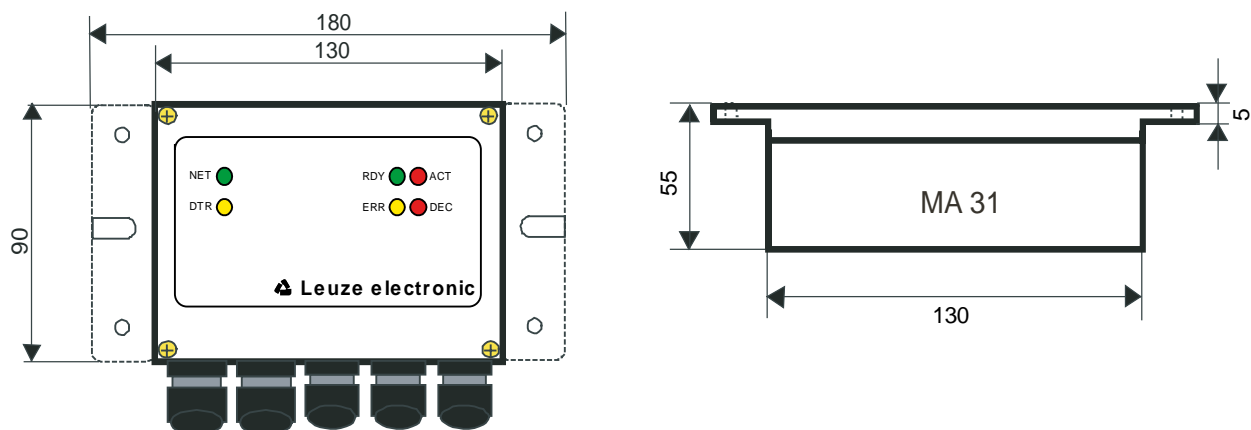 180
130
90
NET
RDY ACT
DTR
ERR DEC
Leuze electronic
55
5
MA 31
130